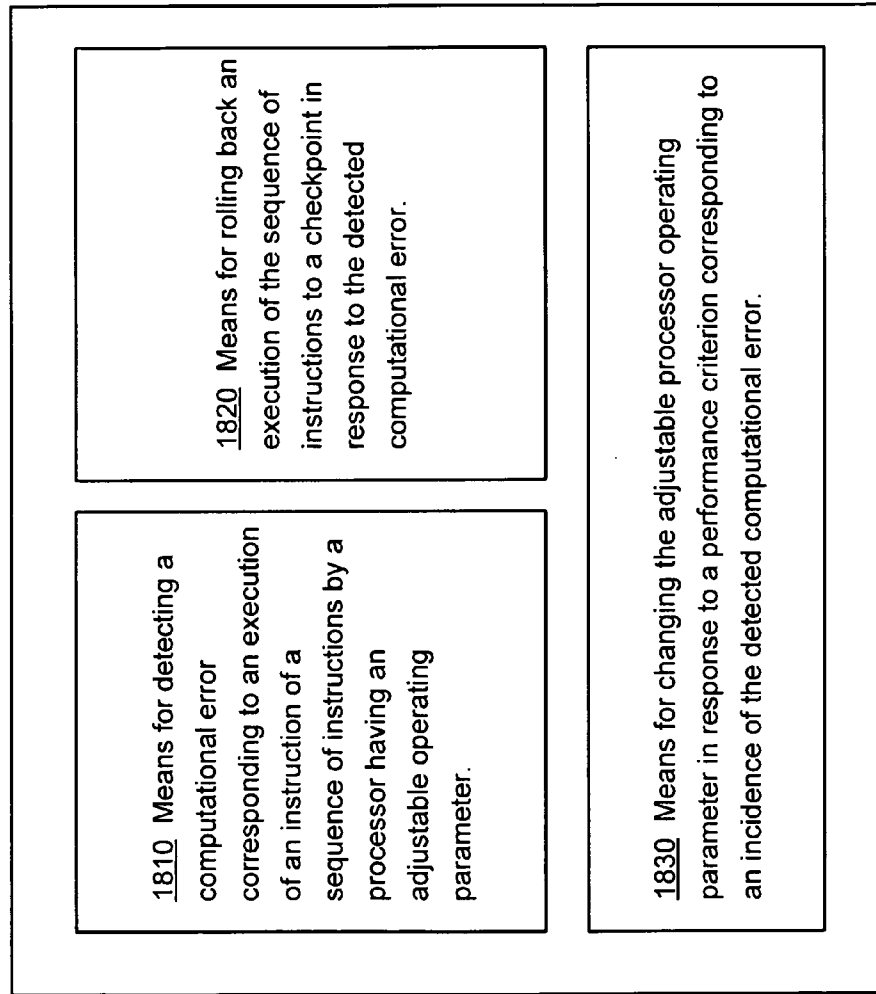 1810 Means for detecting a
computational error
corresponding to an execution
of an instruction of a
sequence of instructions by a
processor having an
adjustable operating
parameter.
1820 Means for rolling back an
execution of the sequence of
instructions to a checkpoint in
response to the detected
computational error.
1830 Means for changing the adjustable processor operating
parameter in response to a performance criterion corresponding to
an incidence of the detected computational error.